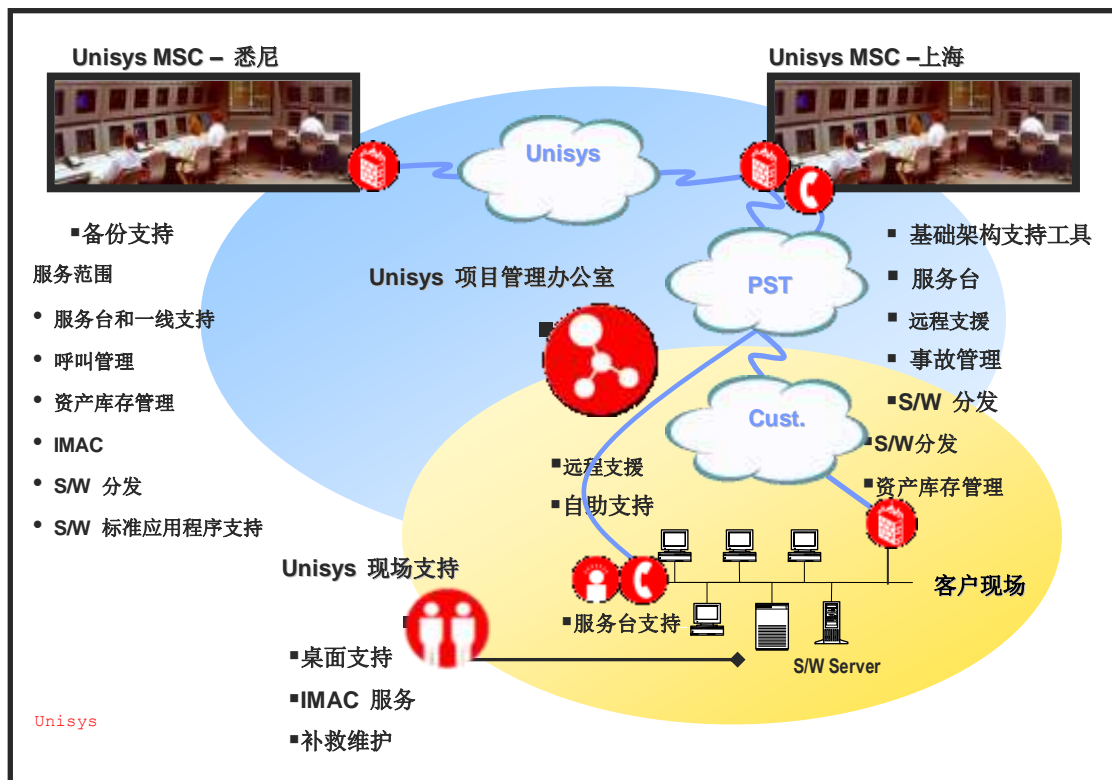 Unisys MSC – 悉尼
Unisys MSC –上海
Unisys
▪备份支持
服务范围
• 服务台和一线支持
• 呼叫管理
• 资产库存管理
• IMAC
• S/W 分发
• S/W 标准应用程序支持
Unisys 项目管理办公室
PST
▪ 基础架构支持工具
▪ 服务台
▪ 远程支援
▪ 事故管理
▪S/W 分发
▪S/W分发
▪资产库存管理
Cust.
▪远程支援
▪自助支持
Unisys 现场支持
▪服务台支持
客户现场
S/W Server
▪桌面支持
▪IMAC 服务
▪补救维护
Unisys